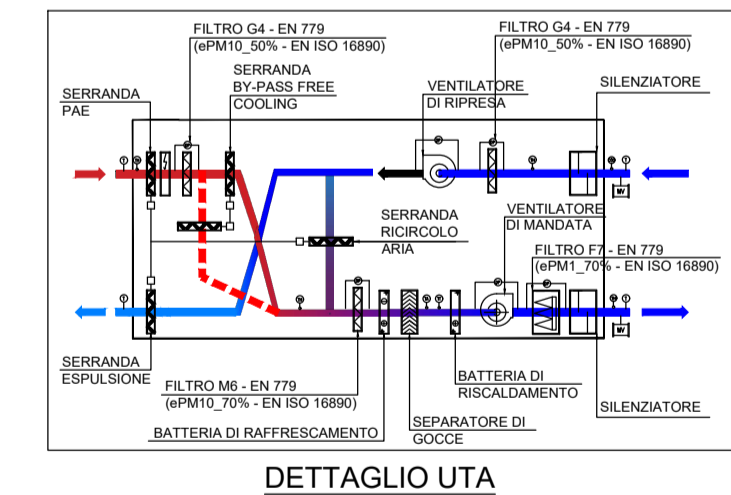 FILTRO G4 - EN 779
(ePM10_50% - EN ISO 16890)
FILTRO G4 - EN 779
(ePM10_50% - EN ISO 16890)
SERRANDA
BY-PASS FREE
COOLING
SERRANDA
PAE
VENTILATORE
DI RIPRESA
SILENZIATORE
SERRANDA
RICIRCOLO
ARIA
VENTILATORE
DI MANDATA
FILTRO F7 - EN 779
(ePM1_70% - EN ISO 16890)
MV
MV
SERRANDA
ESPULSIONE
FILTRO M6 - EN 779
(ePM10_70% - EN ISO 16890)
BATTERIA DI
RISCALDAMENTO
BATTERIA DI RAFFRESCAMENTO
SEPARATORE DI
GOCCE
SILENZIATORE
DETTAGLIO UTA